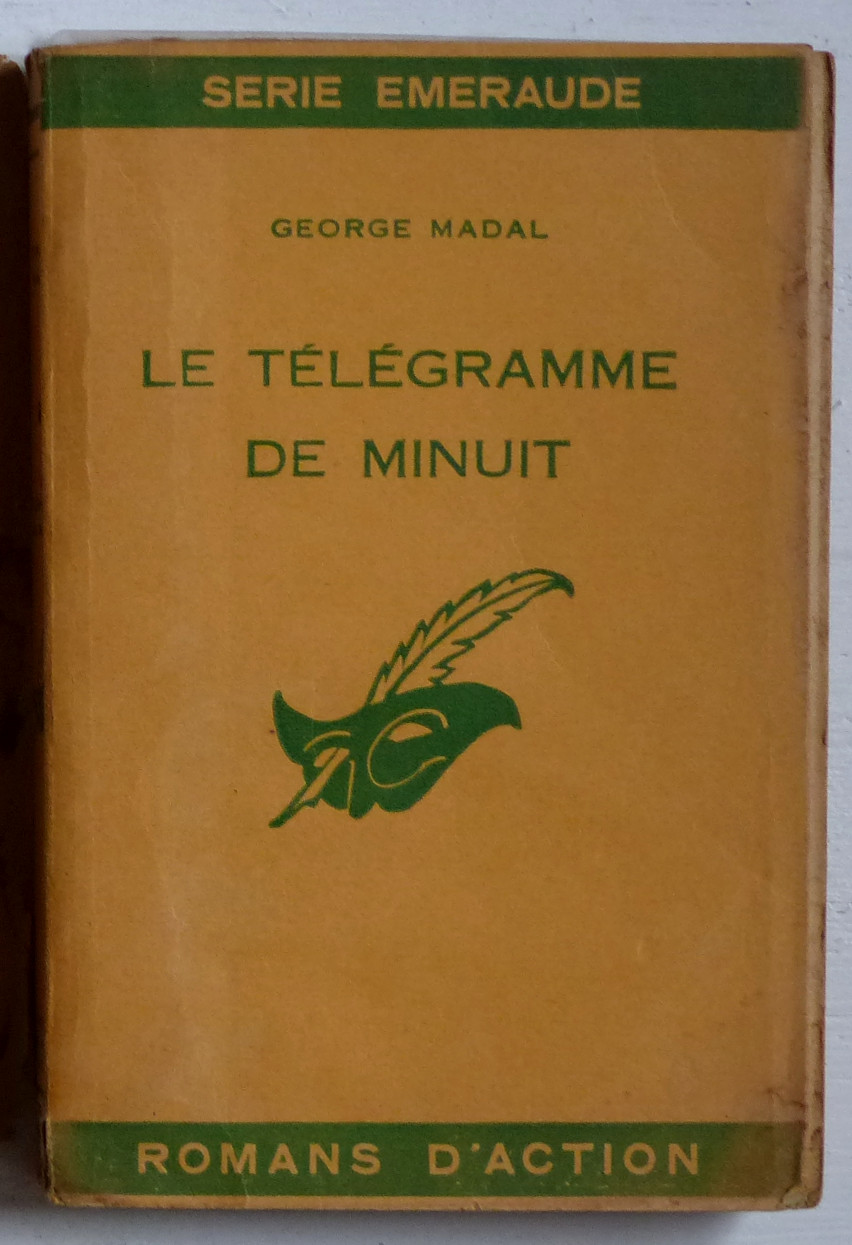 SERIE EMERAUDE
GEORGE MADAL
LE TÉLÉGRAMME
DE MINUIT
ROMANS D'ACTION